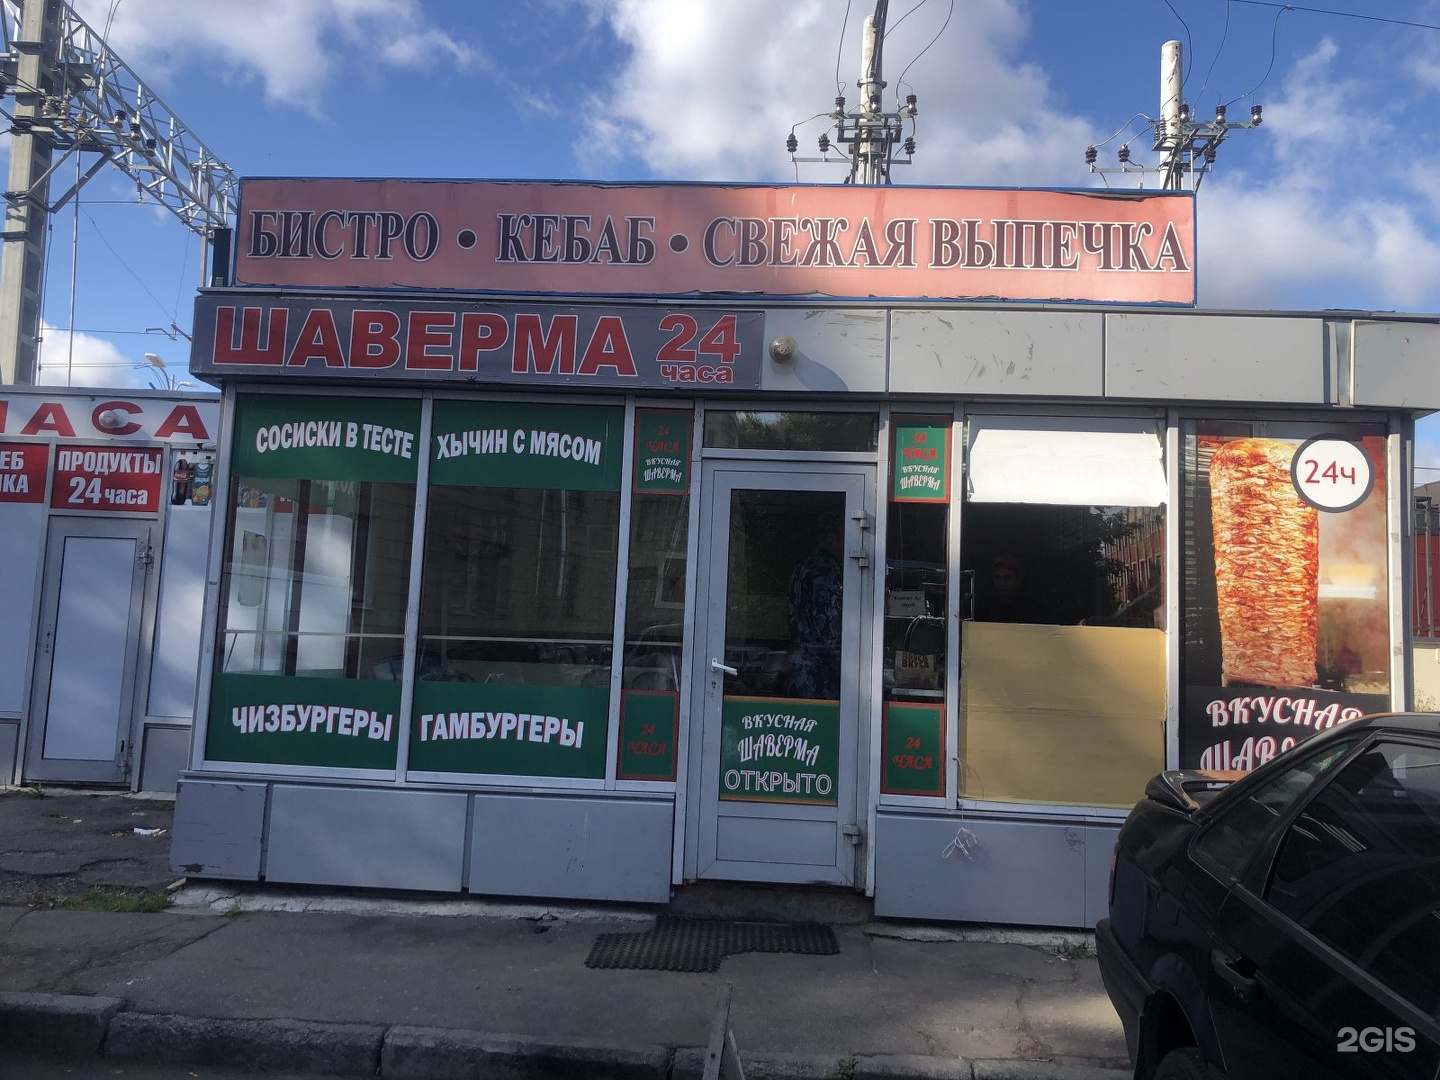 БИСТРО • КЕБАБ • СВЕЖАЯ ВЫПЕЧКА
ШАВЕРМА 24
часа
ЧАСА
ПРОДУКТЫ
24 часа
СОСИСКИ В ТЕСТЕ
ХЫЧИН С МЯСОМ
24
ЧАСА
ВКУСНАЯ
ШАВЕРМА
24
ЧАСА
ВКУСНАЯ
ШАВЕРМА
24ч
ЧИЗБУРГЕРЫ
ГАМБУРГЕРЫ
24
ЧАСА
ВКУСНАЯ
ШАВЕРМА
ОТКРЫТО
24
ЧАСА
ВКУСНАЯ
2GIS